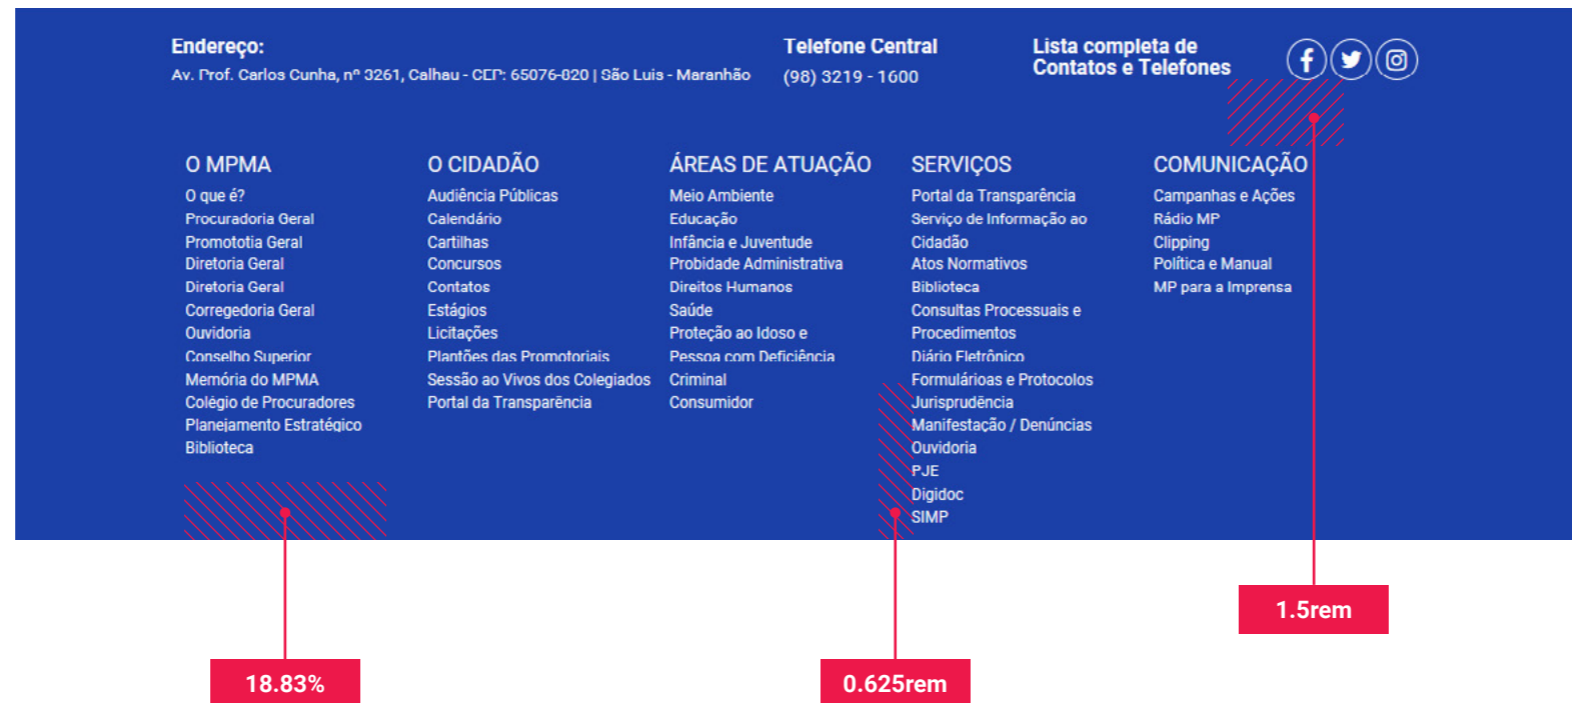 Endereço:
Av. Prof. Carlos Cunha, nº 3261, Calhau - CEP: 65076-820 | São Luis - Maranhão
Telefone Central
(98) 3219 - 1600
Lista completa de
Contatos e Telefones
O MPMA
O que é?
Procuradoria Geral
Promototia Geral
Diretoria Geral
Diretoria Geral
Corregedoria Geral
Ouvidoria
Conselho Superior
Memória do MPMA
Colégio de Procuradores
Planejamento Estratégico
Biblioteca
O CIDADÃO
Audiência Públicas
Calendário
Cartilhas
Concursos
Contatos
Estágios
Licitações
Plantões das Promotoriais
Sessão ao Vivos dos Colegiados
Portal da Transparência
ÁREAS DE ATUAÇÃO
Meio Ambiente
Educação
Infância e Juventude
Probidade Administrativa
Direitos Humanos
Saúde
Proteção ao Idoso e
Pessoa com Deficiência
Criminal
Consumidor
SERVIÇOS
Portal da Transparência
Serviço de Informação ao
Cidadão
Atos Normativos
Biblioteca
Consultas Processuais e
Procedimentos
Diário Eletrônico
Formulárioas e Protocolos
Jurisprudência
Manifestação / Denúncias
Ouvidoria
PJE
Digidoc
SIMP
COMUNICAÇÃO
Campanhas e Ações
Rádio MP
Clipping
Política e Manual
MP para a Imprensa
1.5rem
18.83%
0.625rem